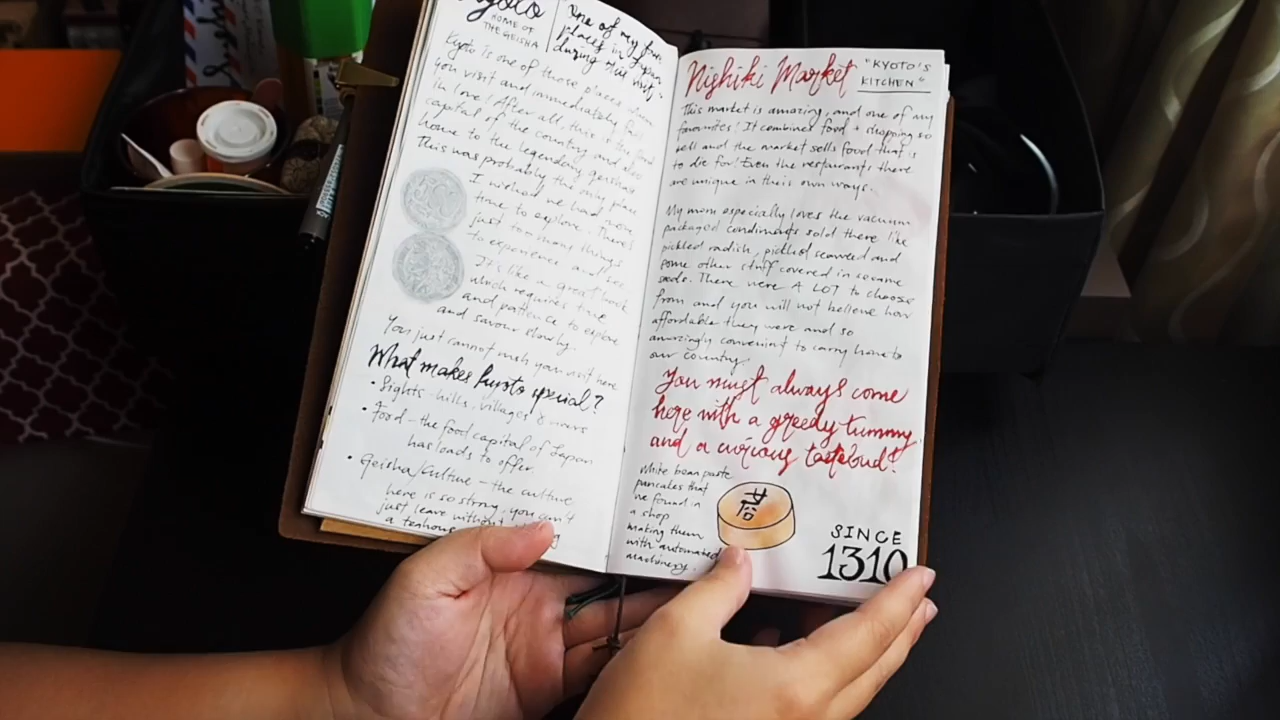 Kyoto
HOME OF
THE GEISHA
"One of my fav
places in Japan
during this visit,"
Kyoto is one of those places when
you visit and immediately fall
in love! After all, this is the food
capital of the country and also
home to the legendary geishas
This was probably the only place
I wished we had more
time to explore. There's
just too many things
to experience and see
It's like a great book
which requires time
and patience to explore
and savour slowly.
You just cannot rush you visit here
What makes kyoto special?
• Sights - hills, villages & rivers
• Food - the food capital of Japan
has loads to offer.
• Geisha/Culture - the culture
here is so strong, you can't
just leave without
a teahouse
Nishiki Market
"KYOTO'S
KITCHEN"
This market is amazing, and one of my
favourites! It combines food + shopping so
well and the market sells food that is
to die for! Even the restaurants there
are unique in their own ways.
My mom especially loves the vacuum
packaged condiments sold there like
pickled radish, pickled seaweed and
some other stuff covered in sesame
seeds. There were A LOT to choose
from and you will not believe how
affordable they were and so
amazingly convenient to carry home to
our country.
You must always come
here with a greedy tummy
and a curious tastebud!
White bean paste
pancakes that
we found in
a shop
making them
with automated
machinery.
SINCE
1310